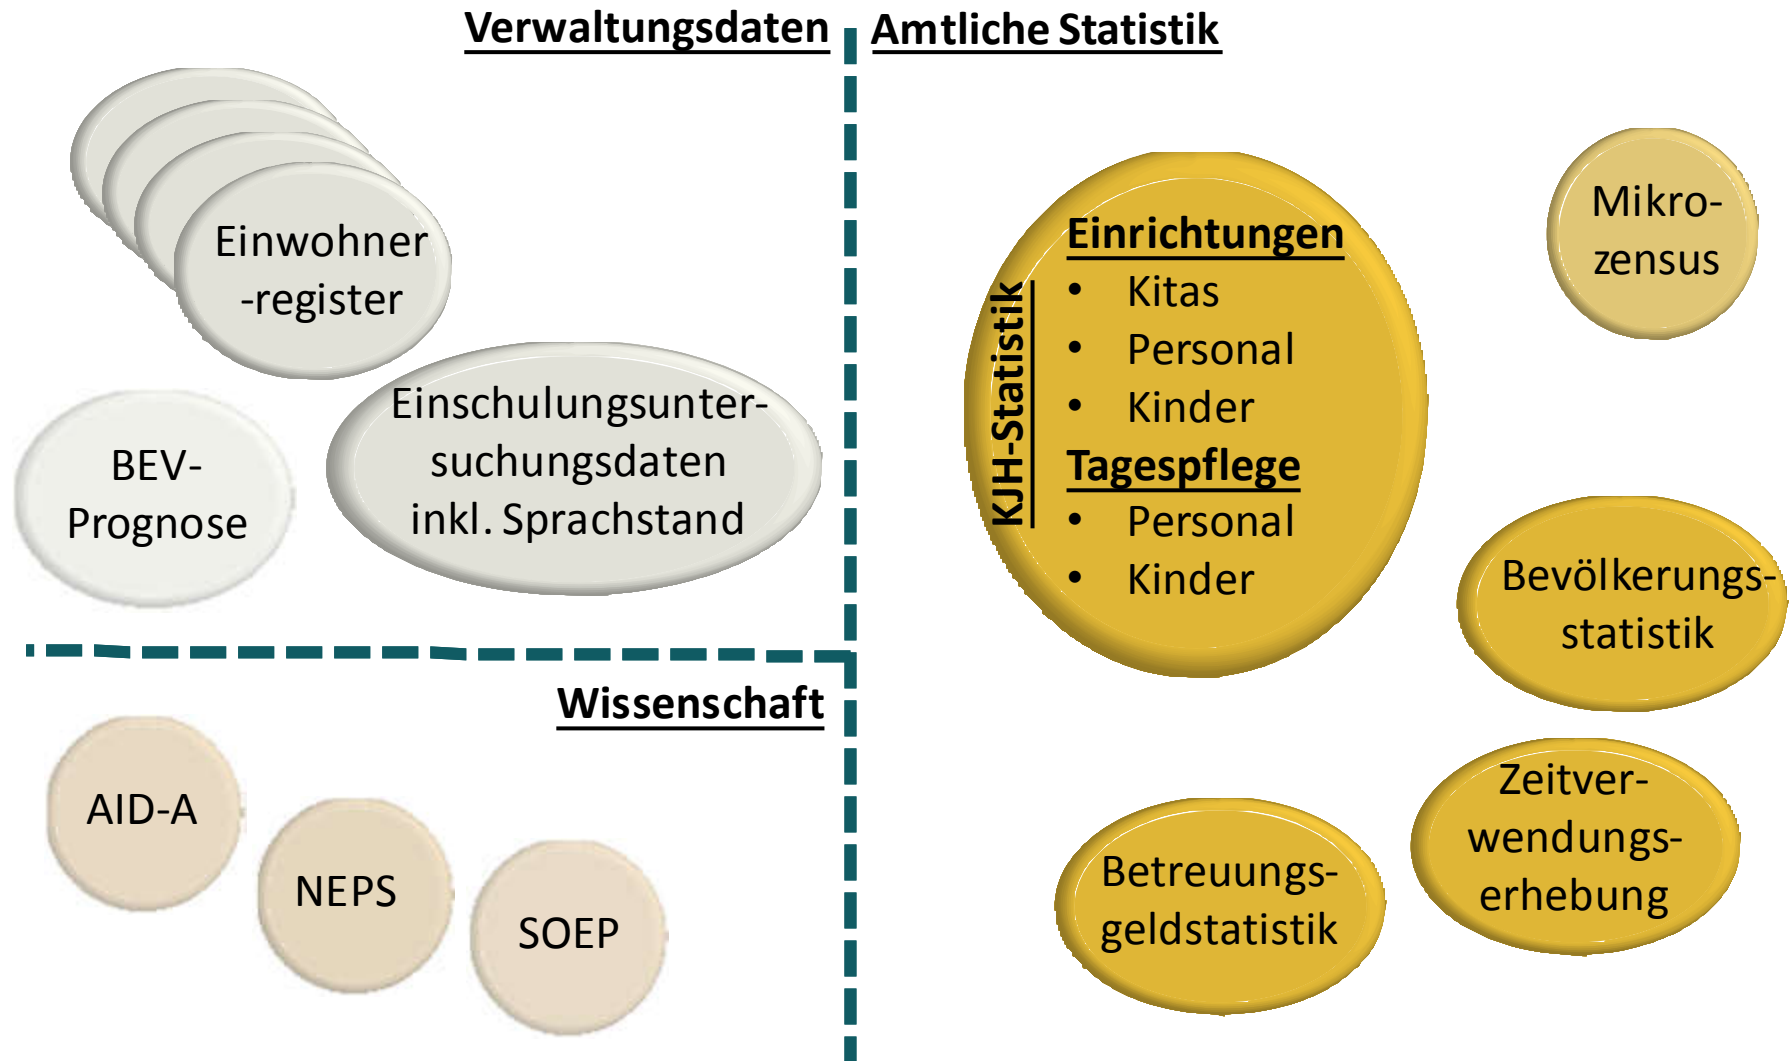 Verwaltungsdaten
Einwohner
-register
BEV-
Prognose
Einschulungsunter-
suchungsdaten
inkl. Sprachstand
Wissenschaft
AID-A
NEPS
SOEP
Amtliche Statistik
KJH-Statistik
Einrichtungen
• Kitas
• Personal
• Kinder
Tagespflege
• Personal
• Kinder
Mikro-
zensus
Bevölkerungs-
statistik
Zeitver-
wendungs-
erhebung
Betreuungs-
geldstatistik